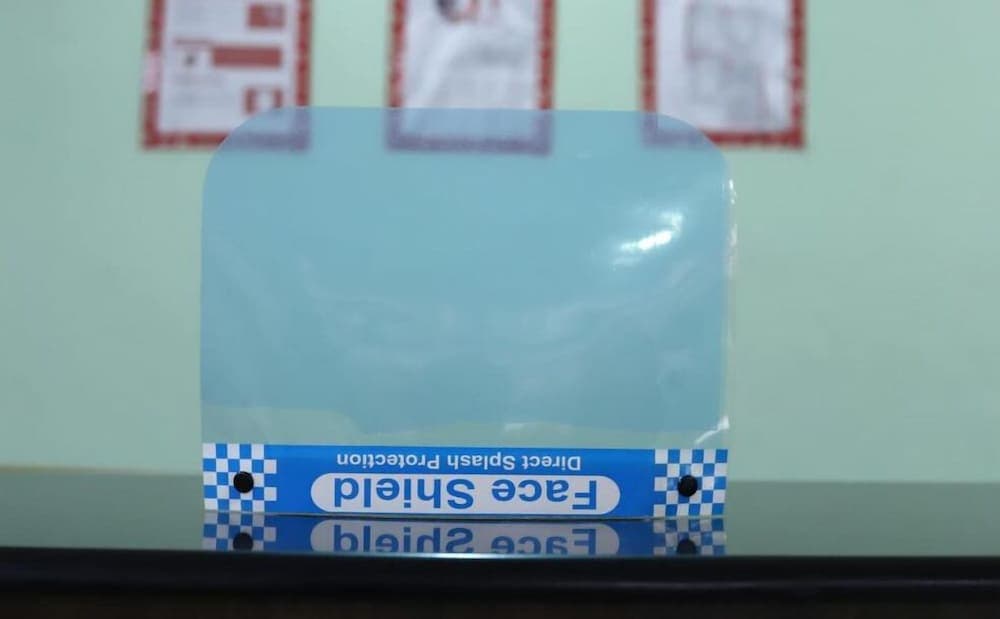 Face Shield
Direct Splash Protection